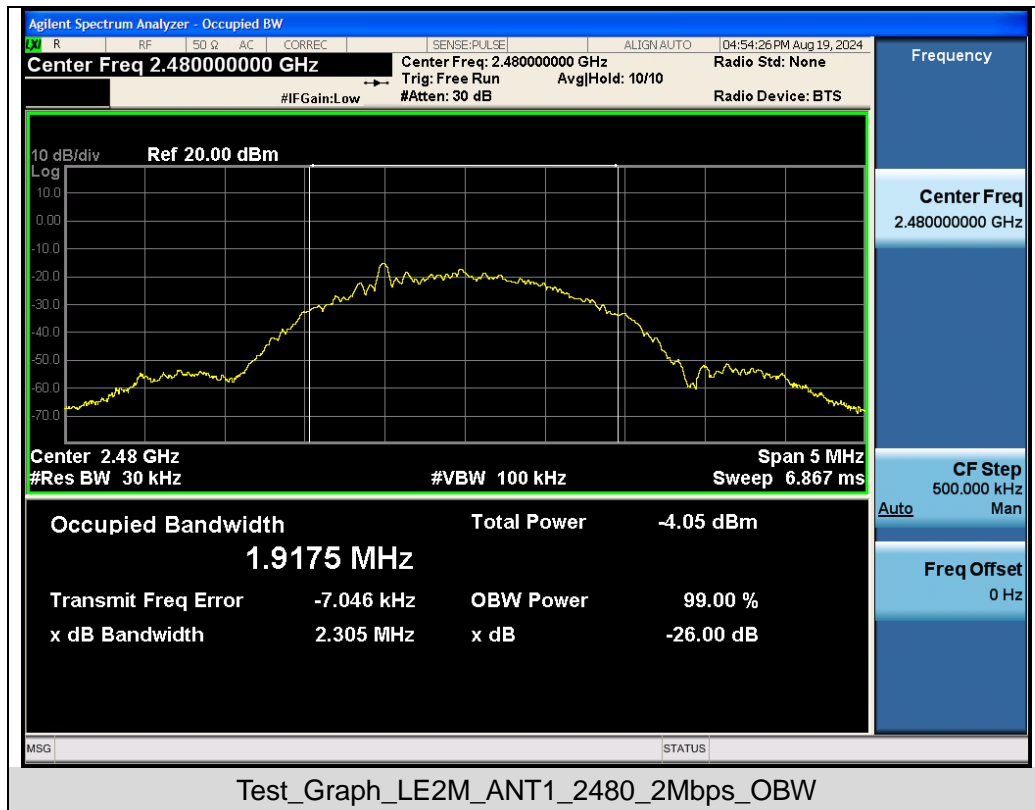 Agilent Spectrum Analyzer - Occupied BW
LXI R RF 50 Ω AC CORREC SENSE:PULSE ALIGN AUTO 04:54:26 PM Aug 19, 2024
Center Freq 2.480000000 GHz
Center Freq: 2.480000000 GHz
Radio Std: None
Trig: Free Run Avg|Hold: 10/10
#IFGain:Low
#Atten: 30 dB
Radio Device: BTS
10 dB/div Ref 20.00 dBm
Log
10.0
0.00
-10.0
-20.0
-30.0
-40.0
-50.0
-60.0
-70.0
Center 2.48 GHz
Span 5 MHz
#Res BW 30 kHz
#VBW 100 kHz
Sweep 6.867 ms
Occupied Bandwidth
Total Power -4.05 dBm
1.9175 MHz
Transmit Freq Error -7.046 kHz
OBW Power 99.00 %
x dB Bandwidth 2.305 MHz
x dB -26.00 dB
Frequency
Center Freq
2.480000000 GHz
CF Step
500.000 kHz
Auto Man
Freq Offset
0 Hz
MSG
STATUS
Test_Graph_LE2M_ANT1_2480_2Mbps_OBW